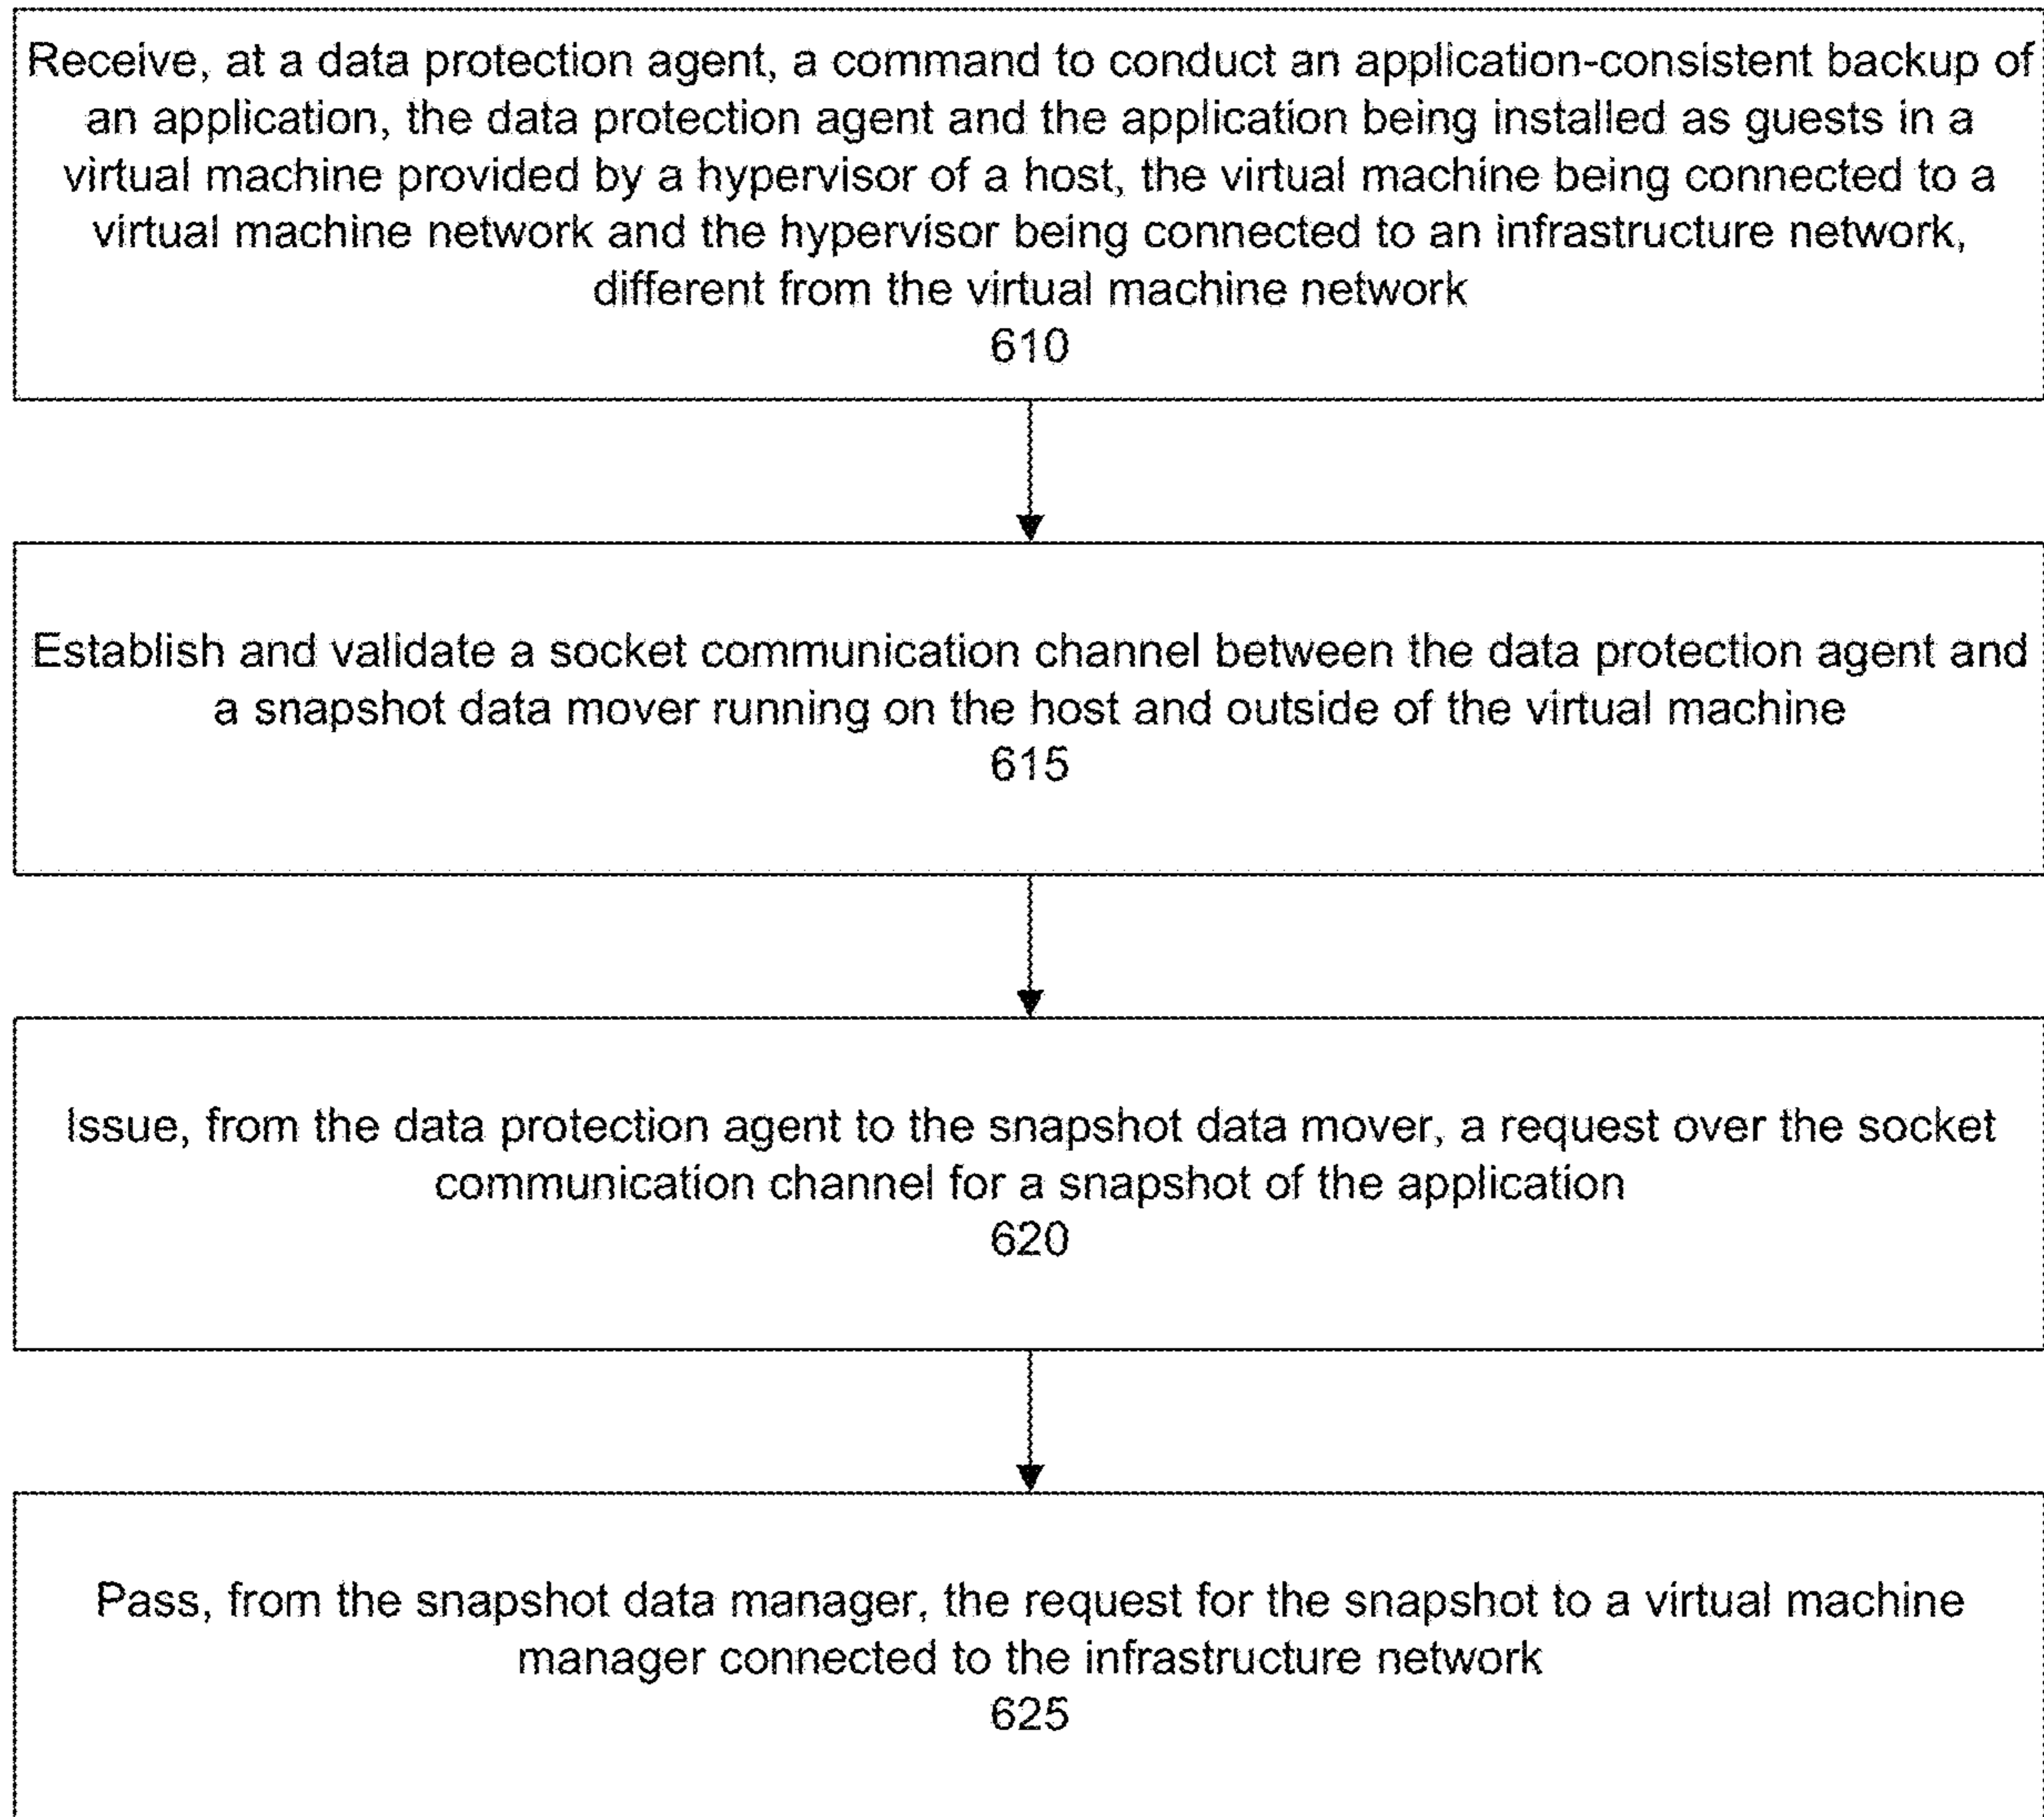 Receive, at a data protection agent, a command to conduct an application-consistent backup of
an application, the data protection agent and the application being installed as guests in a
virtual machine provided by a hypervisor of a host, the virtual machine being connected to a
virtual machine network and the hypervisor being connected to an infrastructure network,
different from the virtual machine network
610
Establish and validate a socket communication channel between the data protection agent and
a snapshot data mover running on the host and outside of the virtual machine
615
Issue, from the data protection agent to the snapshot data mover, a request over the socket
communication channel for a snapshot of the application
620
Pass, from the snapshot data manager, the request for the snapshot to a virtual machine
manager connected to the infrastructure network
625